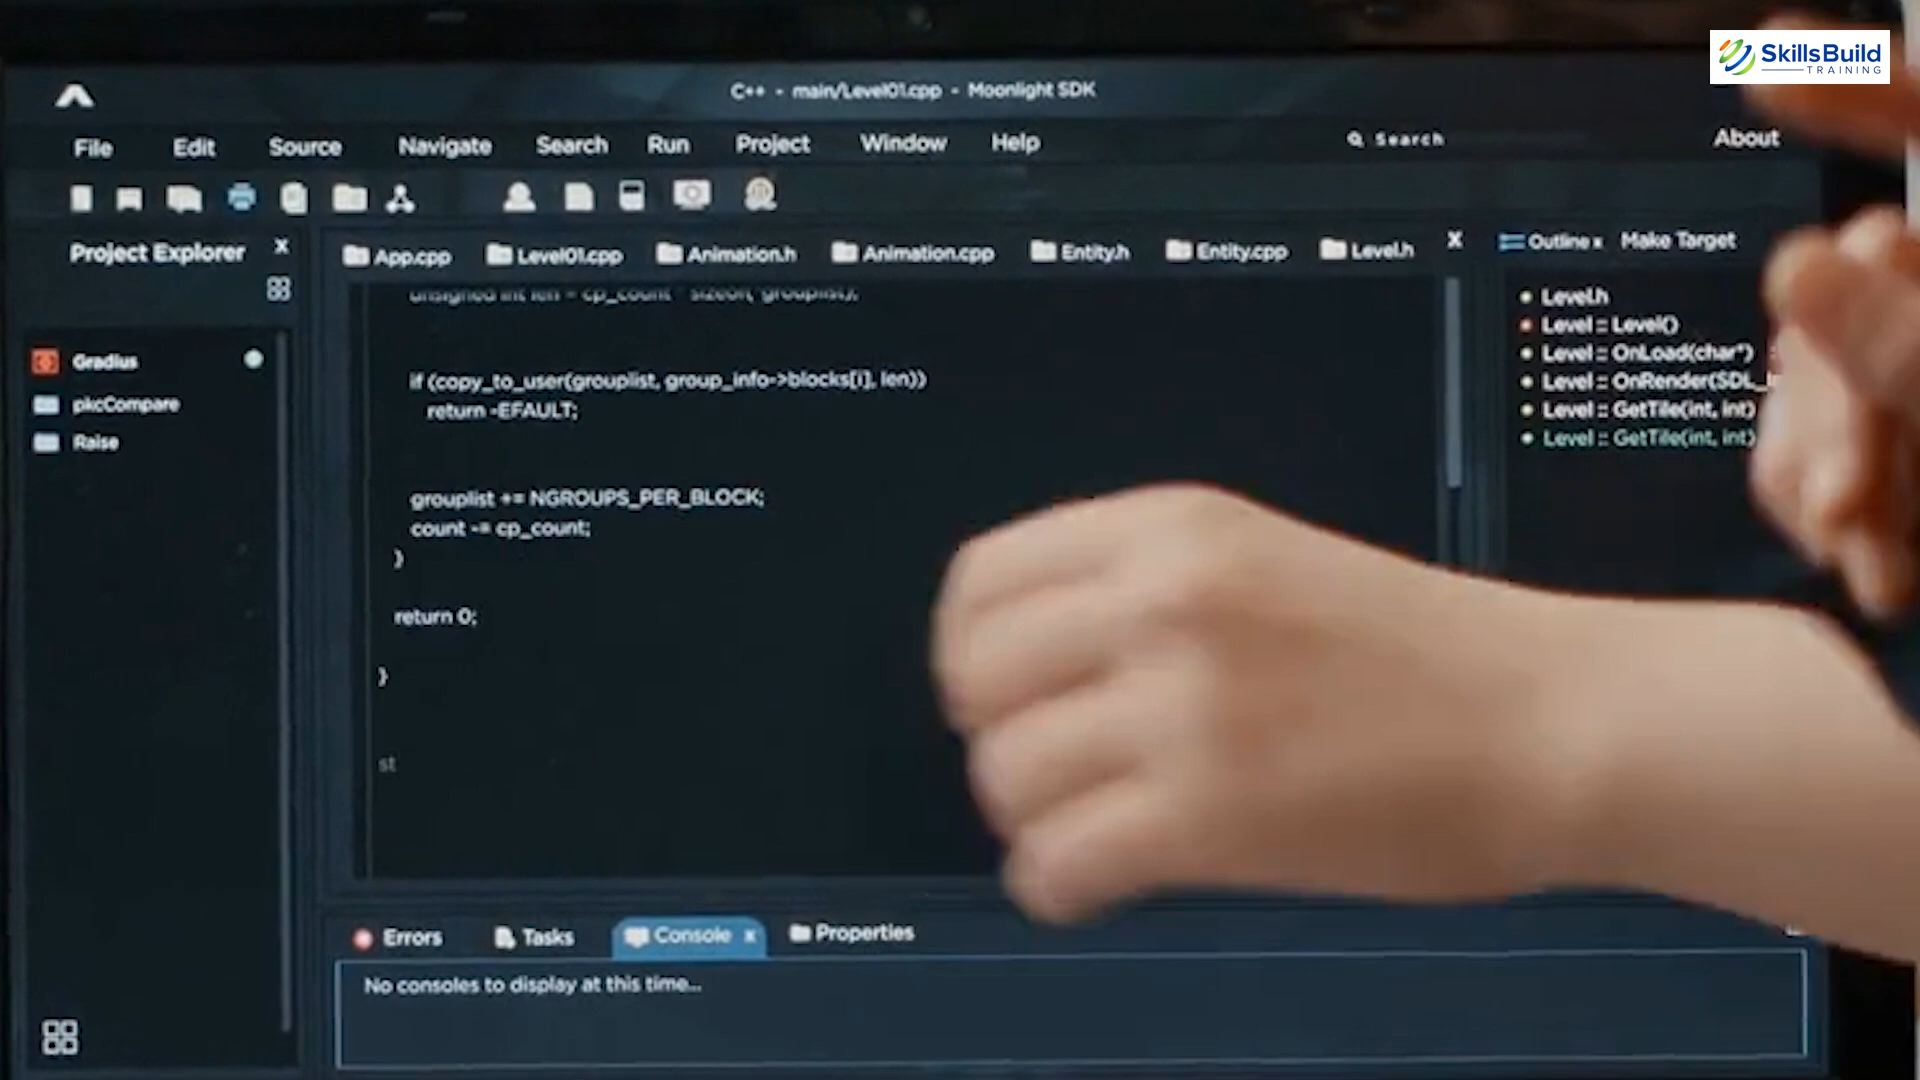 SkillsBuild
TRAINING
C++ - main/Level01.cpp - Moonlight SDK
File Edit Source Navigate Search Run Project Window Help Search About
Project Explorer X
App.cpp Level01.cpp Animation.h Animation.cpp Entity.h Entity.cpp Level.h X
Outline x Make Target
Gradius
pkcCompare
Raise
unsigned int len = cp_count * sizeof(*grouplist);
if (copy_to_user(grouplist, group_info->blocks[i], len))
return -EFAULT;
grouplist += NGROUPS_PER_BLOCK;
count -= cp_count;
}
return 0;
}
st
Level.h
Level :: Level()
Level :: OnLoad(char*)
Level :: OnRender(SDL_
Level :: GetTile(int, int)
Level :: GetTile(int, int)
Errors Tasks Console x Properties
No consoles to display at this time...